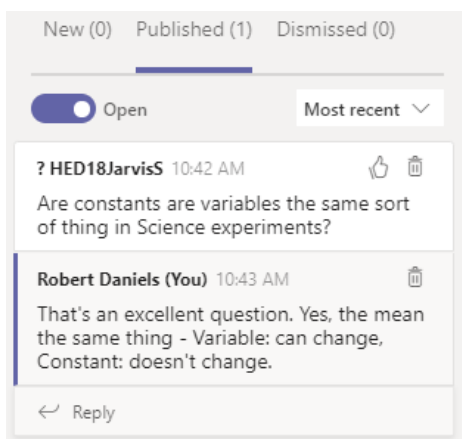 New (0) Published (1) Dismissed (0)
Open Most recent
? HED18JarvisS 10:42 AM
Are constants are variables the same sort
of thing in Science experiments?
Robert Daniels (You) 10:43 AM
That's an excellent question. Yes, the mean
the same thing - Variable: can change,
Constant: doesn't change.
Reply